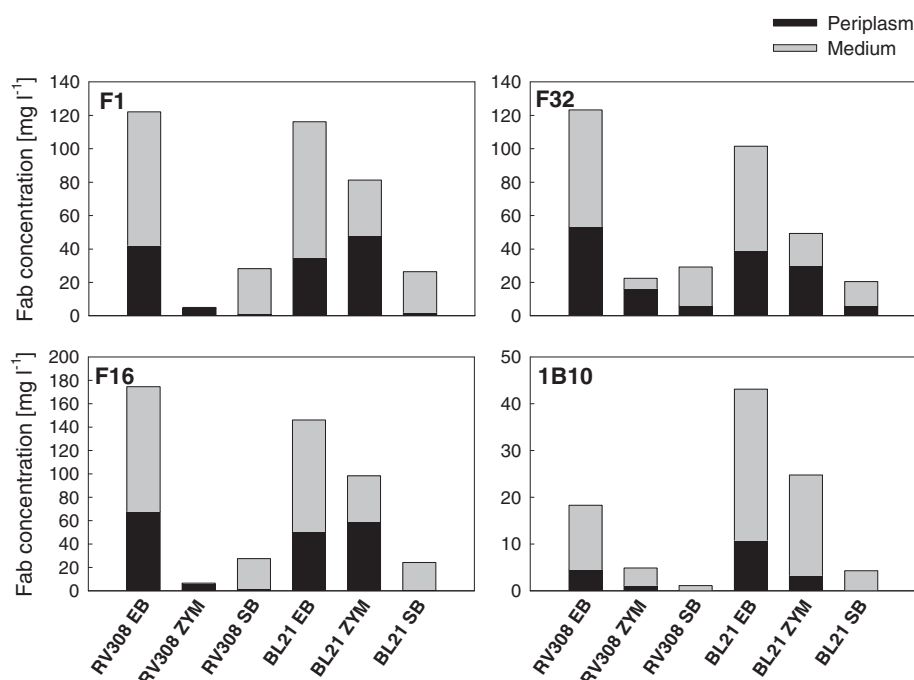 Periplasm
Medium
Fab concentration [mg l⁻¹]
F1
140
120
100
80
60
40
20
0
F32
140
120
100
80
60
40
20
0
Fab concentration [mg l⁻¹]
F16
200
180
160
140
120
100
80
60
40
20
0
1B10
50
40
30
20
10
0
RV308 EB
RV308 ZYM
RV308 SB
BL21 EB
BL21 ZYM
BL21 SB
RV308 EB
RV308 ZYM
RV308 SB
BL21 EB
BL21 ZYM
BL21 SB